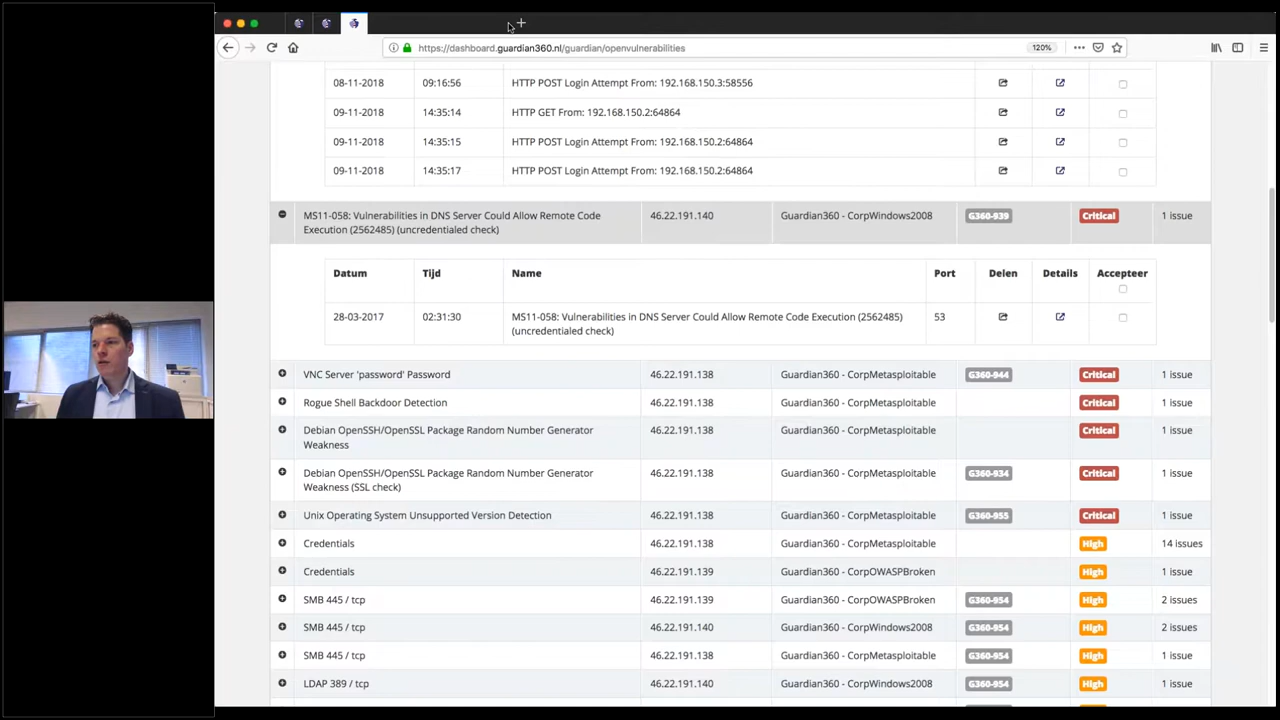 https://dashboard.guardian360.nl/guardian/openvulnerabilities 120%
08-11-2018 09:16:56 HTTP POST Login Attempt From: 192.168.150.3:58556
09-11-2018 14:35:14 HTTP GET From: 192.168.150.2:64864
09-11-2018 14:35:15 HTTP POST Login Attempt From: 192.168.150.2:64864
09-11-2018 14:35:17 HTTP POST Login Attempt From: 192.168.150.2:64864
MS11-058: Vulnerabilities in DNS Server Could Allow Remote Code 46.22.191.140 Guardian360 - CorpWindows2008 G360-939 Critical 1 issue
Execution (2562485) (uncredentialed check)
Datum Tijd Name Port Delen Details Accepteer
28-03-2017 02:31:30 MS11-058: Vulnerabilities in DNS Server Could Allow Remote Code Execution (2562485) 53
(uncredentialed check)
VNC Server 'password' Password 46.22.191.138 Guardian360 - CorpMetasploitable G360-944 Critical 1 issue
Rogue Shell Backdoor Detection 46.22.191.138 Guardian360 - CorpMetasploitable Critical 1 issue
Debian OpenSSH/OpenSSL Package Random Number Generator 46.22.191.138 Guardian360 - CorpMetasploitable Critical 1 issue
Weakness
Debian OpenSSH/OpenSSL Package Random Number Generator 46.22.191.138 Guardian360 - CorpMetasploitable G360-934 Critical 1 issue
Weakness (SSL check)
Unix Operating System Unsupported Version Detection 46.22.191.138 Guardian360 - CorpMetasploitable G360-955 Critical 1 issue
Credentials 46.22.191.138 Guardian360 - CorpMetasploitable High 14 issues
Credentials 46.22.191.139 Guardian360 - CorpOWASPBroken High 1 issue
SMB 445 / tcp 46.22.191.139 Guardian360 - CorpOWASPBroken G360-954 High 2 issues
SMB 445 / tcp 46.22.191.140 Guardian360 - CorpWindows2008 G360-954 High 2 issues
SMB 445 / tcp 46.22.191.138 Guardian360 - CorpMetasploitable G360-954 High 1 issue
LDAP 389 / tcp 46.22.191.140 Guardian360 - CorpWindows2008 G360-954 High 1 issue